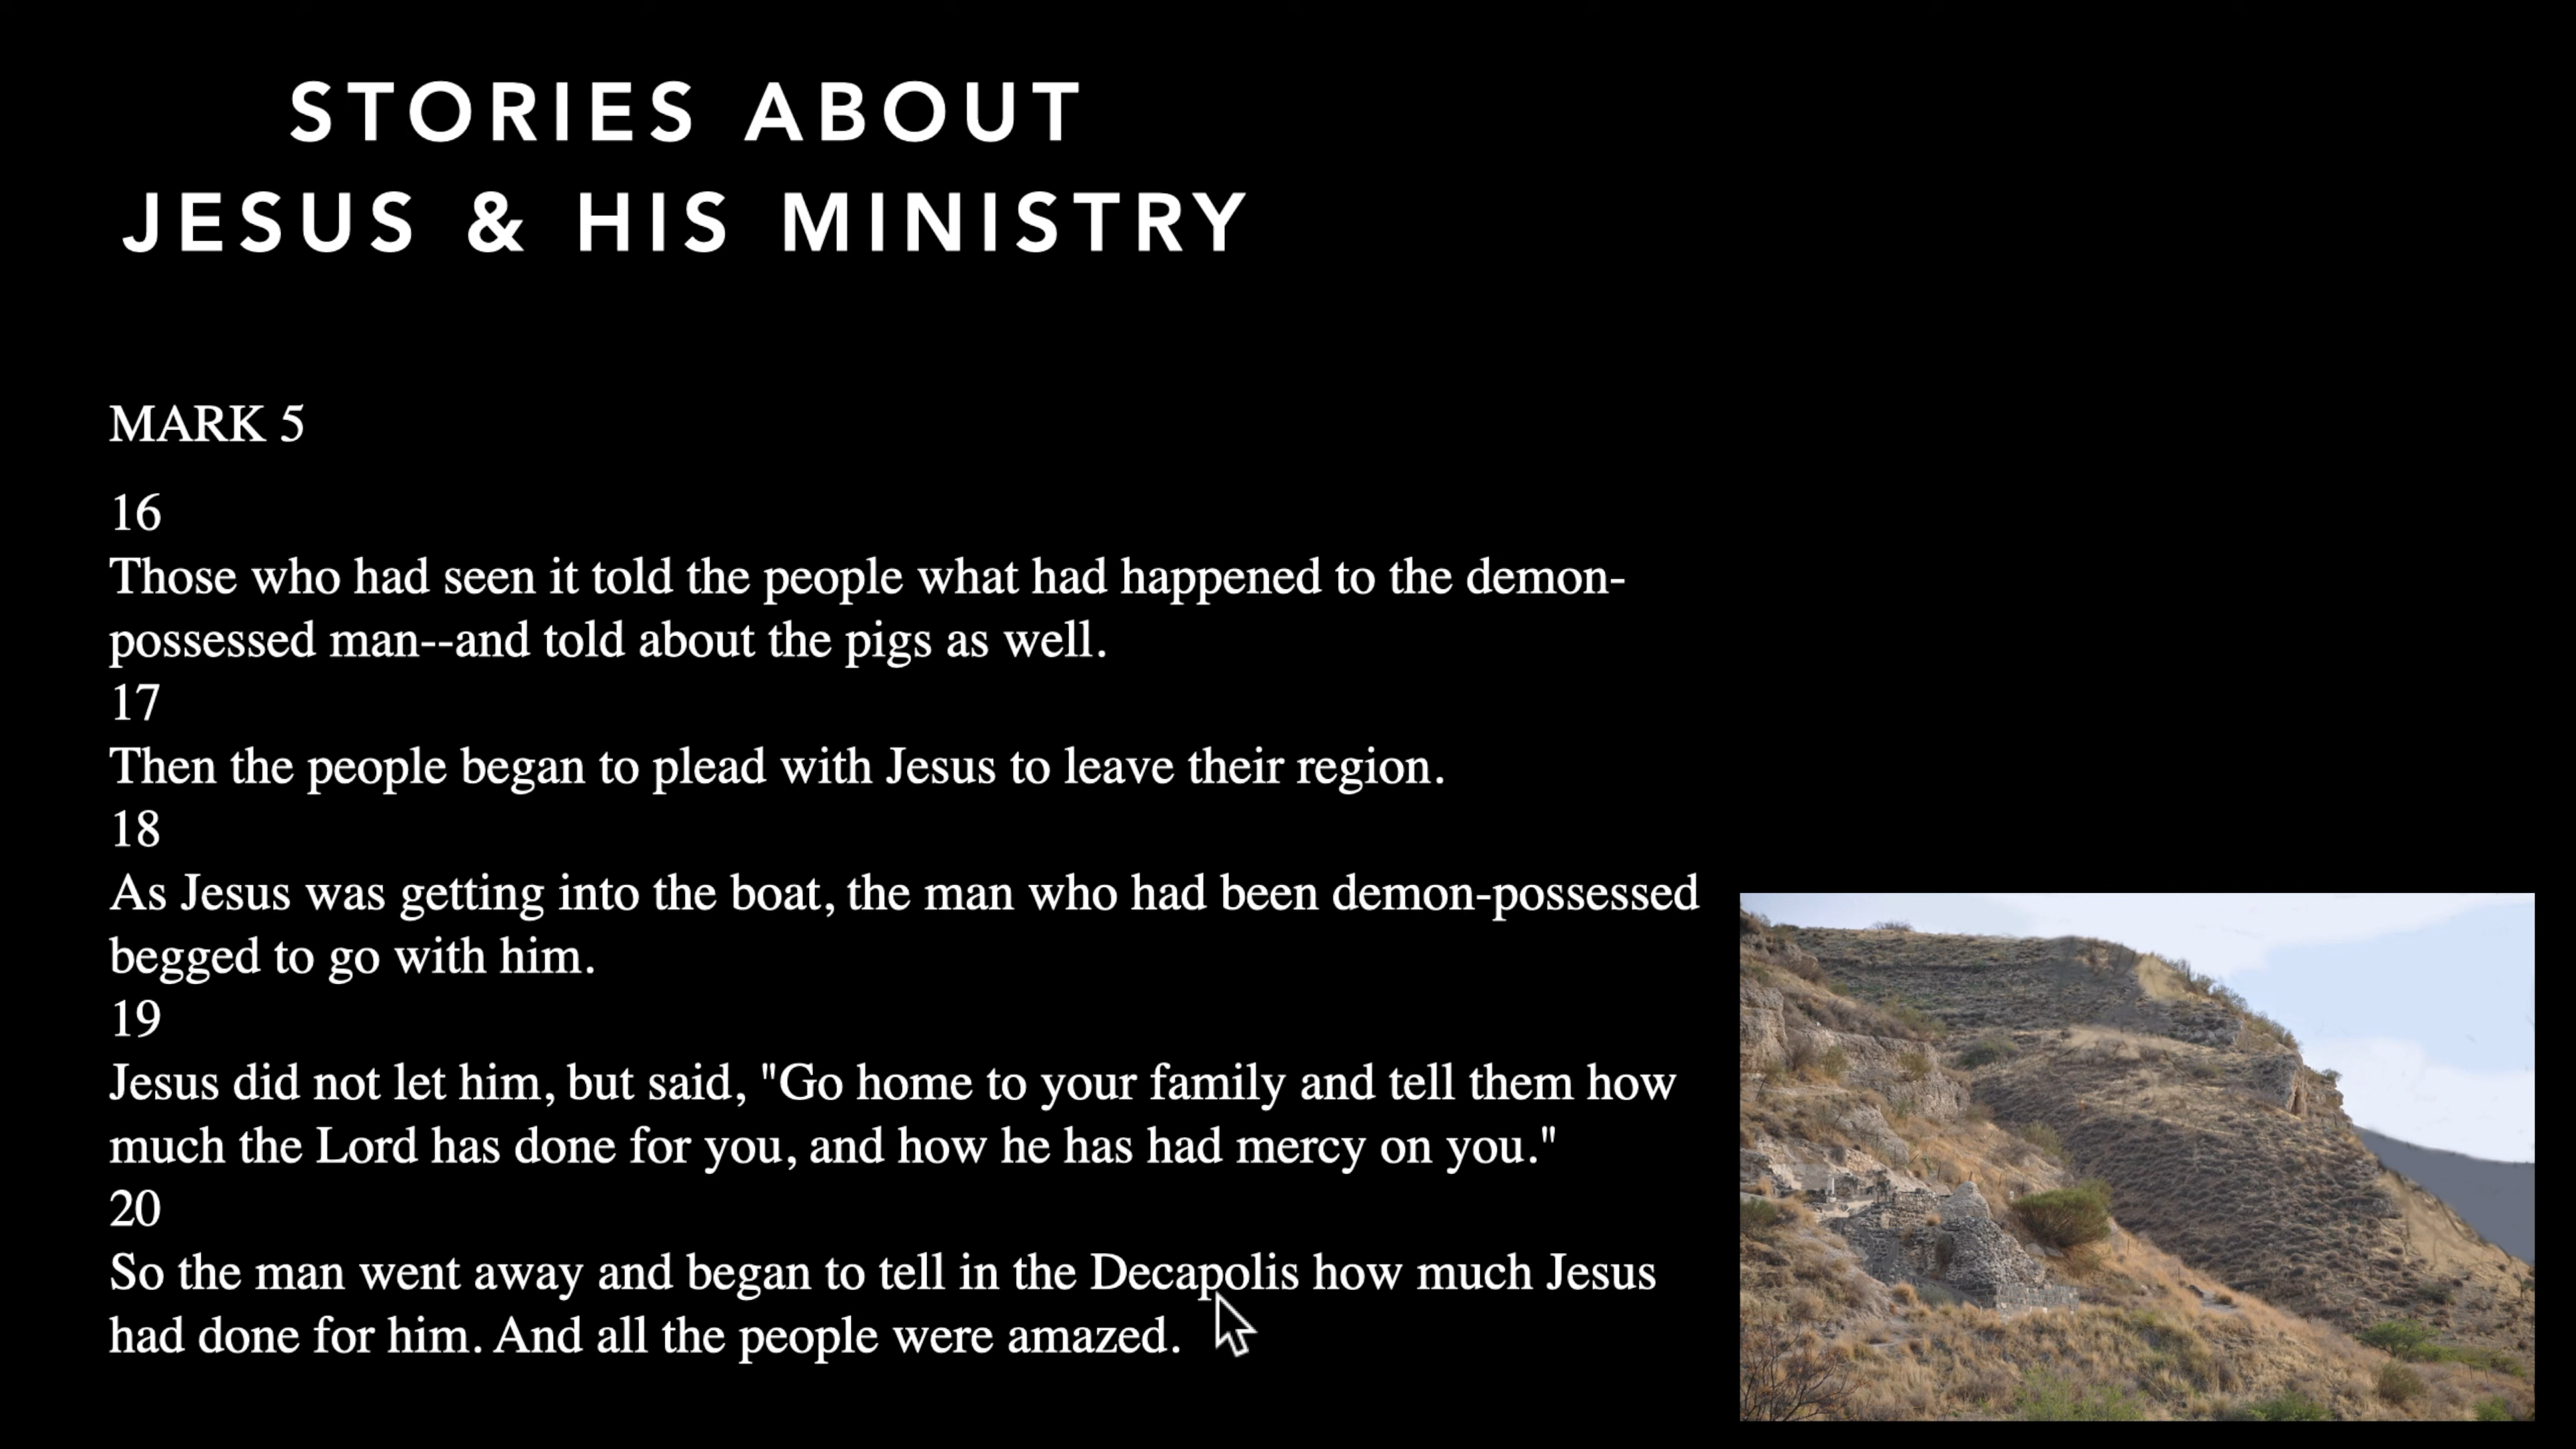 STORIES ABOUT
JESUS & HIS MINISTRY
MARK 5
16
Those who had seen it told the people what had happened to the demon-
possessed man--and told about the pigs as well.
17
Then the people began to plead with Jesus to leave their region.
18
As Jesus was getting into the boat, the man who had been demon-possessed
begged to go with him.
19
Jesus did not let him, but said, "Go home to your family and tell them how
much the Lord has done for you, and how he has had mercy on you."
20
So the man went away and began to tell in the Decapolis how much Jesus
had done for him. And all the people were amazed.